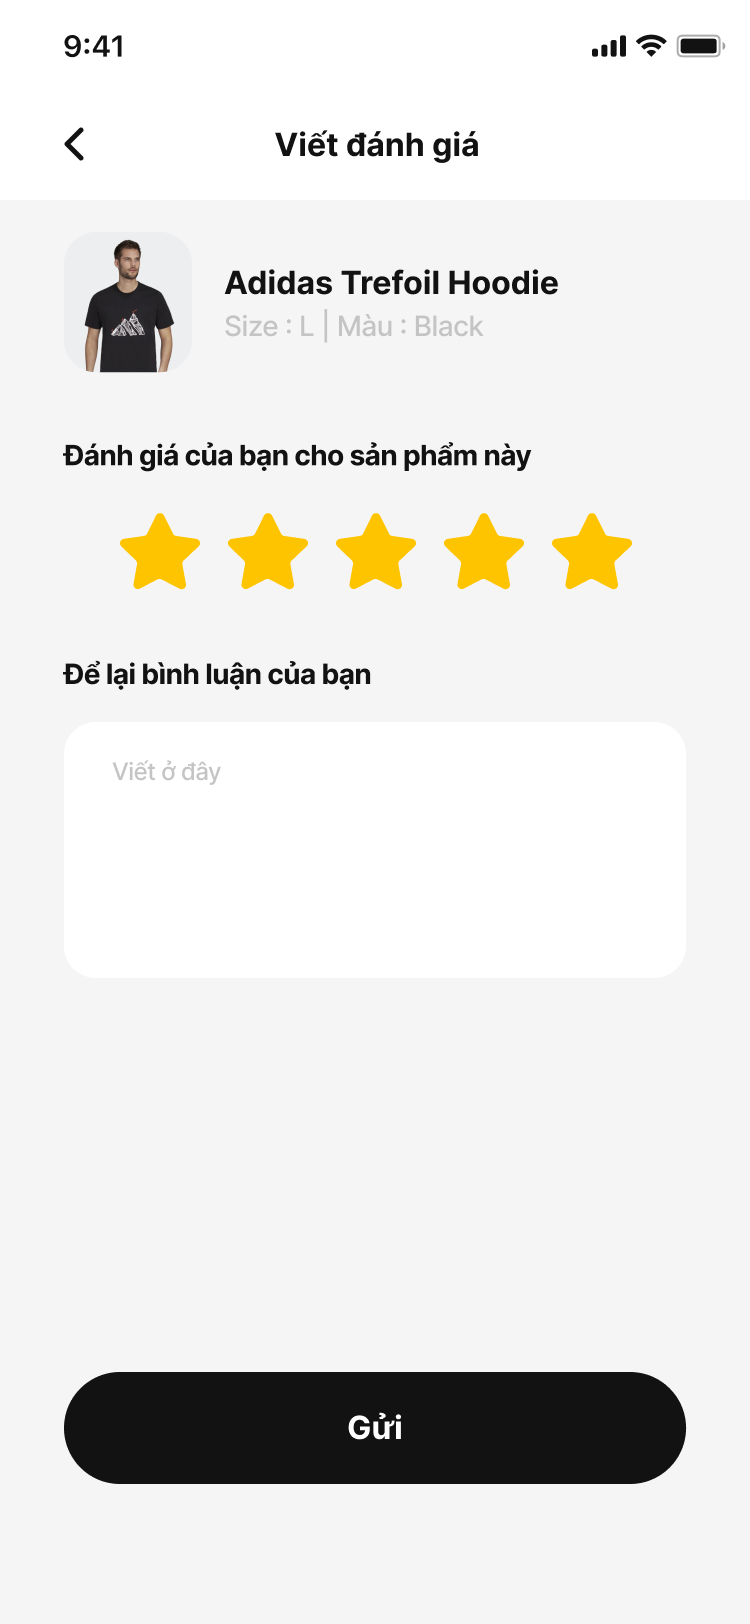 9:41
Viết đánh giá
Adidas Trefoil Hoodie
Size : L | Màu : Black
Đánh giá của bạn cho sản phẩm này
Để lại bình luận của bạn
Viết ở đây
Gửi